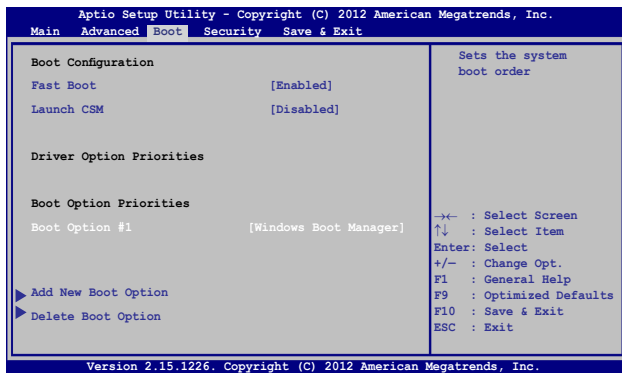 Aptio Setup Utility - Copyright (C) 2012 American Megatrends, Inc.
Main Advanced Boot Security Save & Exit
Boot Configuration
Fast Boot [Enabled]
Launch CSM [Disabled]
Driver Option Priorities
Boot Option Priorities
Boot Option #1 [Windows Boot Manager]
Add New Boot Option
Delete Boot Option
Sets the system
boot order
→← : Select Screen
↑↓ : Select Item
Enter: Select
+/— : Change Opt.
F1 : General Help
F9 : Optimized Defaults
F10 : Save & Exit
ESC : Exit
Version 2.15.1226. Copyright (C) 2012 American Megatrends, Inc.